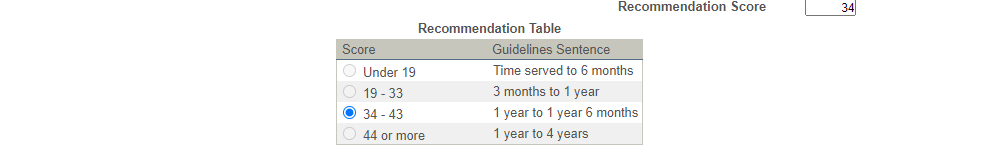 Recommendation Score 34
Recommendation Table
Score Guidelines Sentence
Under 19 Time served to 6 months
19 - 33 3 months to 1 year
34 - 43 1 year to 1 year 6 months
44 or more 1 year to 4 years